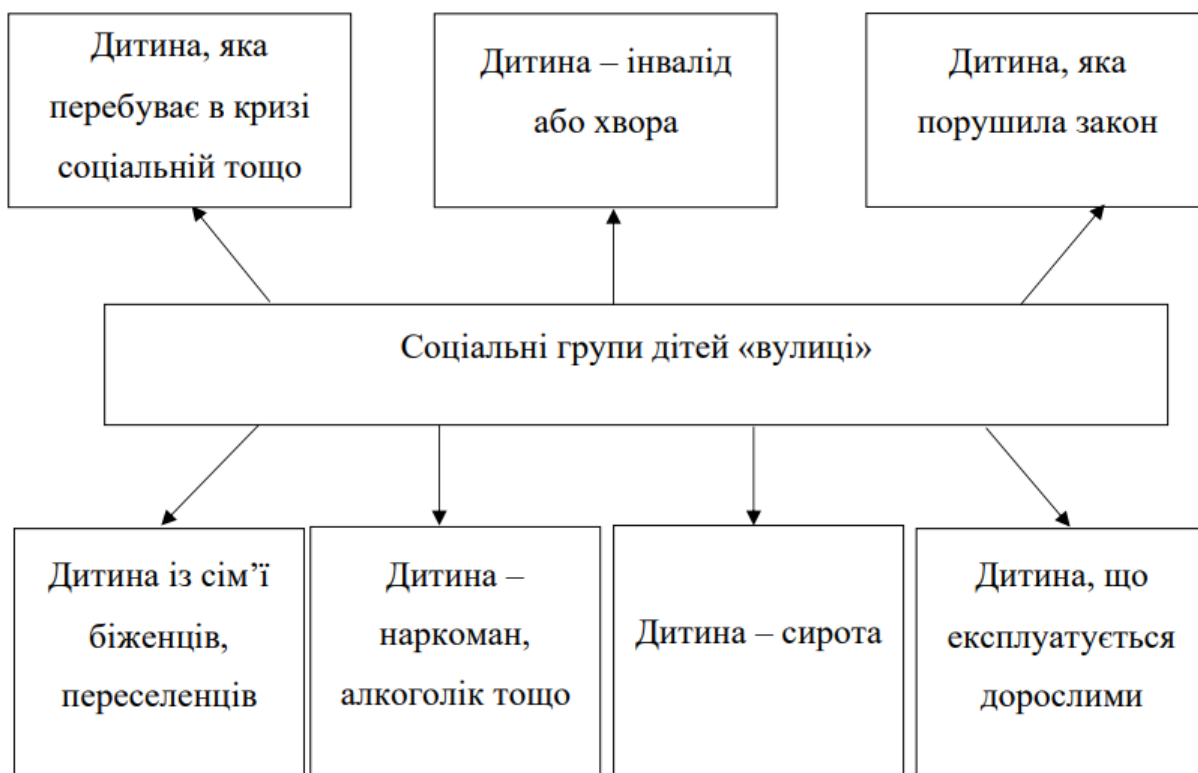 Дитина, яка
перебуває в кризі
соціальній тощо
Дитина – інвалід
або хвора
Дитина, яка
порушила закон
Соціальні групи дітей «вулиці»
Дитина із сім’ї
біженців,
переселенців
Дитина –
наркоман,
алкоголік тощо
Дитина – сирота
Дитина, що
експлуатується
дорослими